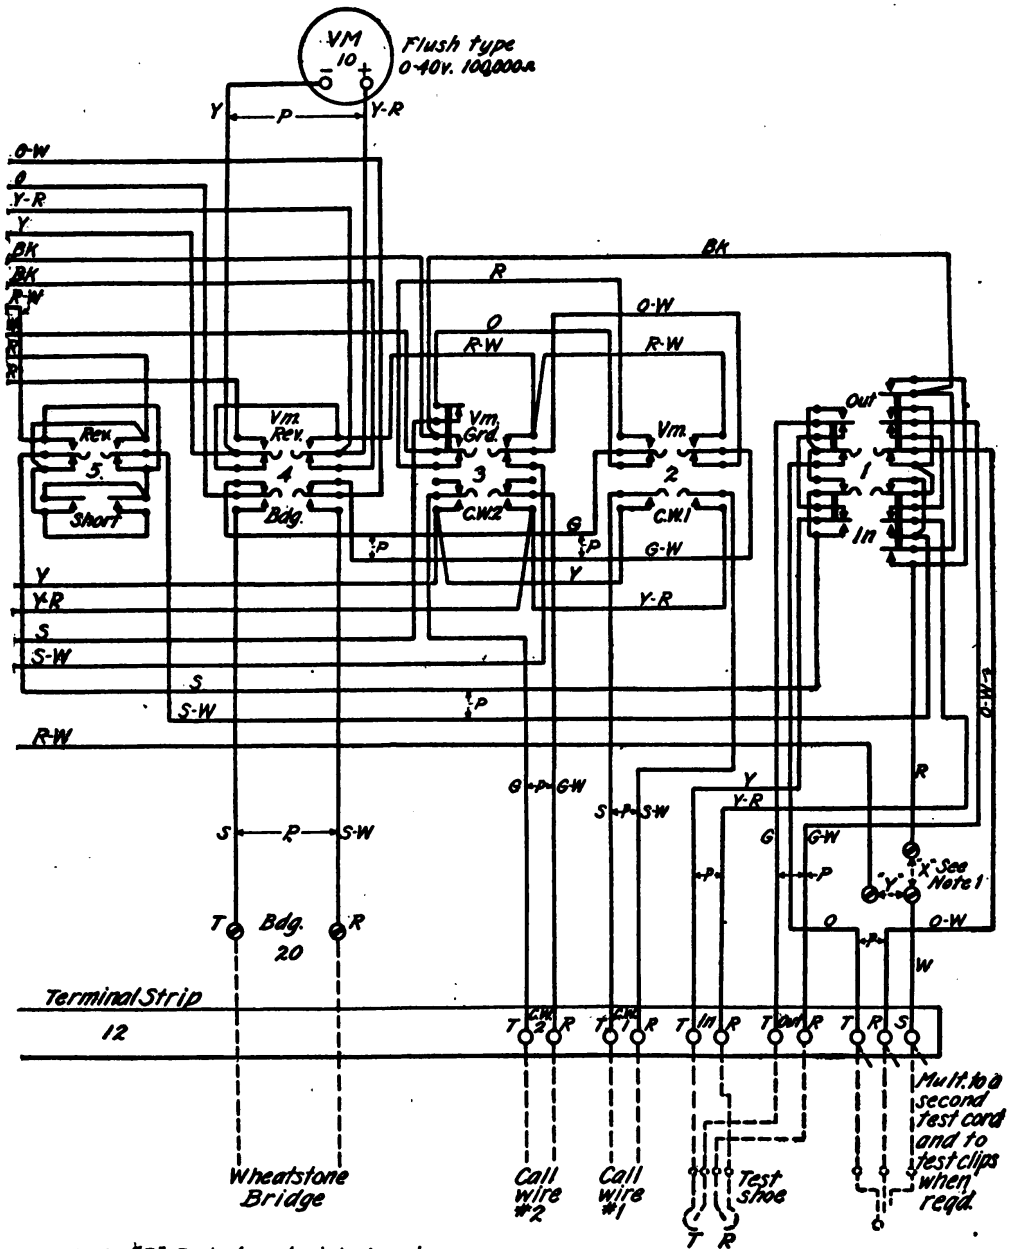 VM
10
- +
Flush type
0-40v. 100,000Ω
Y P Y-R
O-W
O
Y-R
Y
BK
BK
R-W
BK
R
O-W
O
R-W R-W
Rev.
5.
Short
Vm.
Rev.
4
Bdg.
Vm.
Grd.
3
C.W.2
Vm.
2
C.W.1
Out
1
In
G
P P
G-W
Y
Y-R
Y
Y-R
S
S-W
S
P
S-W
O-W
R-W
R
Y
Y-R
G P G-W
S P S-W
G G-W
S P S-W
P
P
"X" See
Note 1
"Y"
O O-W
P
W
T Bdg. R
20
Terminal Strip
12
T C.W. 2 R
T C.W. 1 R
T In R
T Out R
T R S
Wheatstone
Bridge
Call
wire
#2
Call
wire
#1
Test
shoe
T R
Mult. to a
second
test cord
and to
test clips
when
reqd.